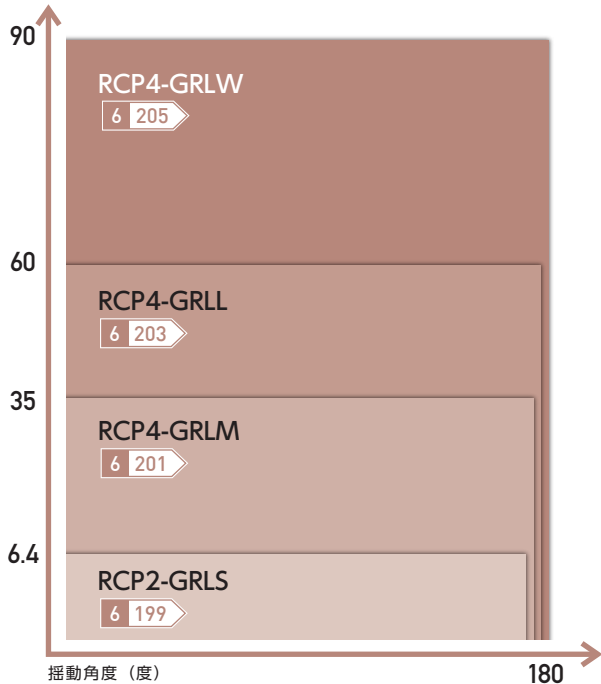 90
RCP4-GRLW
6 205
60
RCP4-GRLL
6 203
35
RCP4-GRLM
6 201
6.4
RCP2-GRLS
6 199
揺動角度（度）
180